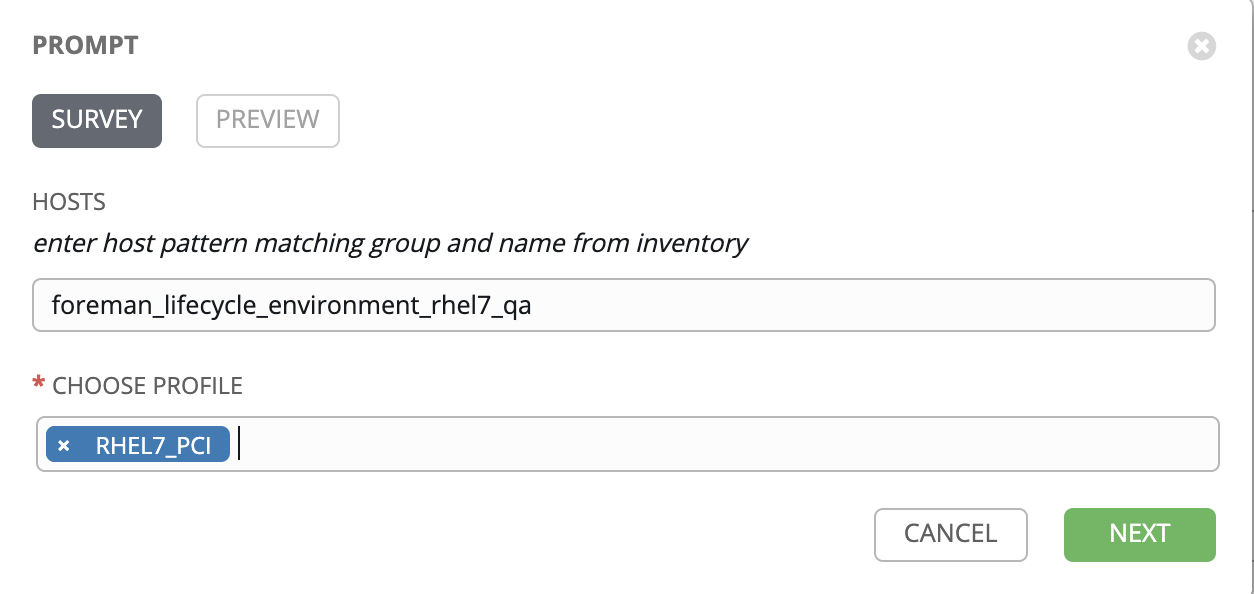 PROMPT
SURVEY PREVIEW
HOSTS
enter host pattern matching group and name from inventory
foreman_lifecycle_environment_rhel7_qa
* CHOOSE PROFILE
× RHEL7_PCI
CANCEL NEXT